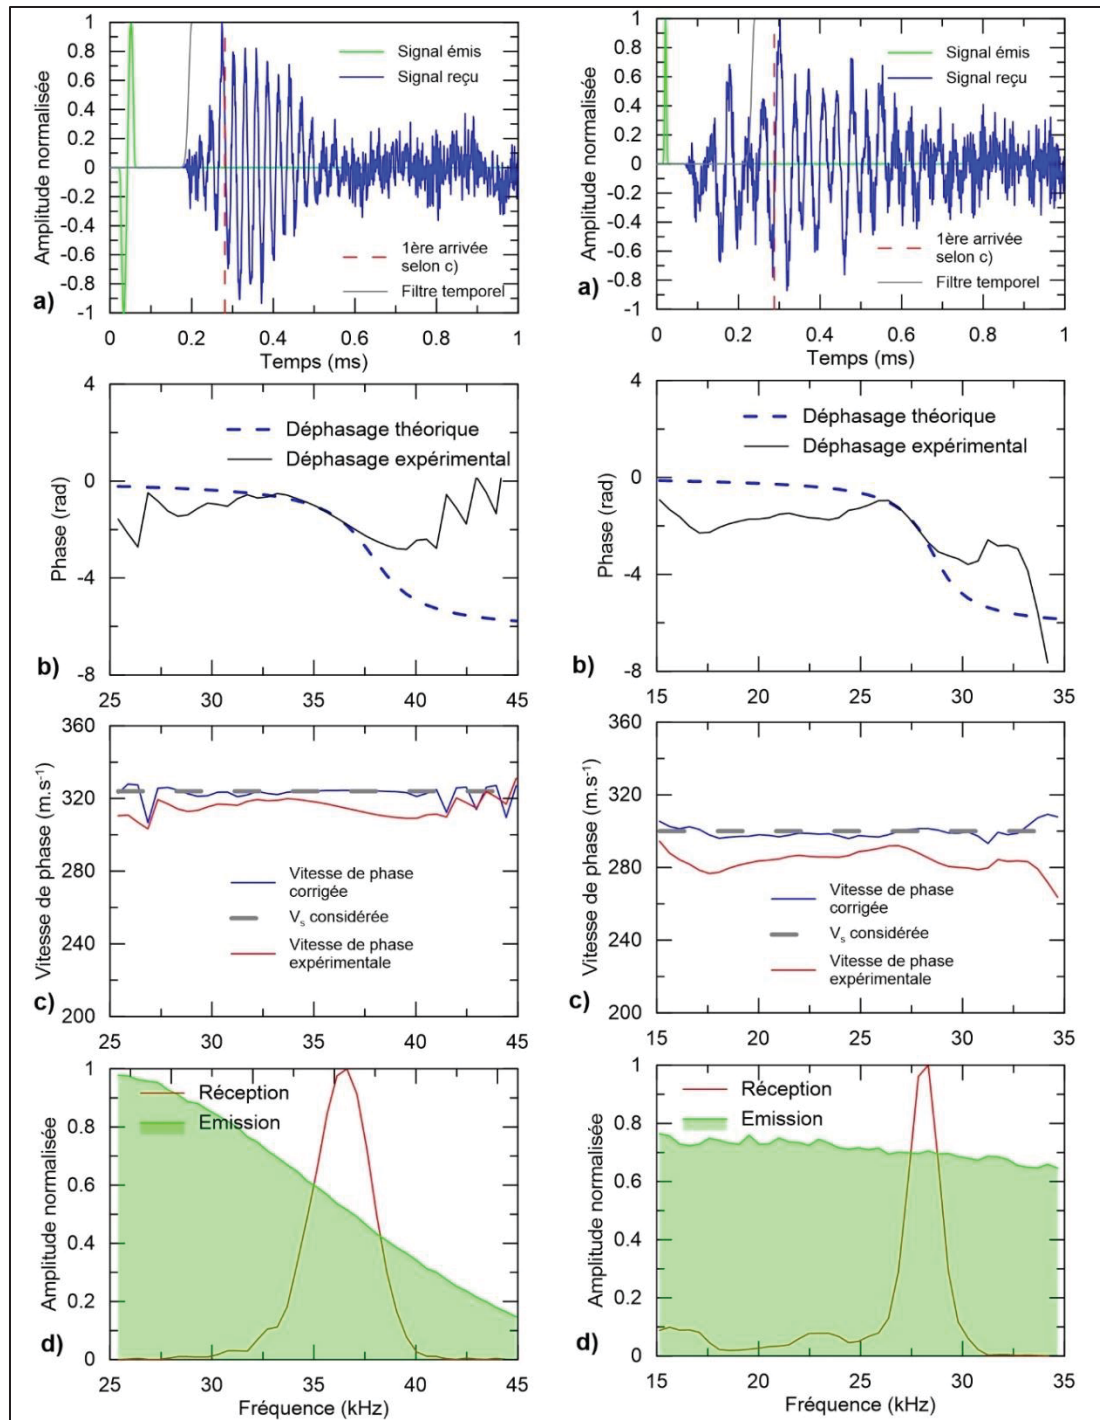 1
0.8
0.6
0.4
0.2
0
-0.2
-0.4
-0.6
-0.8
-1
Amplitude normalisée
Signal émis
Signal reçu
1ère arrivée
selon c)
Filtre temporel
a)
0 0.2 0.4 0.6 0.8 1
Temps (ms)
1
0.8
0.6
0.4
0.2
0
-0.2
-0.4
-0.6
-0.8
-1
Amplitude normalisée
Signal émis
Signal reçu
1ère arrivée
selon c)
Filtre temporel
a)
0 0.2 0.4 0.6 0.8 1
Temps (ms)
4
0
-4
-8
Phase (rad)
Déphasage théorique
Déphasage expérimental
b)
25 30 35 40 45
4
0
-4
-8
Phase (rad)
Déphasage théorique
Déphasage expérimental
b)
15 20 25 30 35
360
320
280
240
200
Vitesse de phase (m.s⁻¹)
Vitesse de phase
corrigée
Vs considérée
Vitesse de phase
expérimentale
c)
25 30 35 40 45
360
320
280
240
200
Vitesse de phase (m.s⁻¹)
Vitesse de phase
corrigée
Vs considérée
Vitesse de phase
expérimentale
c)
15 20 25 30 35
1
0.8
0.6
0.4
0.2
0
Amplitude normalisée
Réception
Emission
d)
25 30 35 40 45
Fréquence (kHz)
1
0.8
0.6
0.4
0.2
0
Amplitude normalisée
Réception
Emission
d)
15 20 25 30 35
Fréquence (kHz)